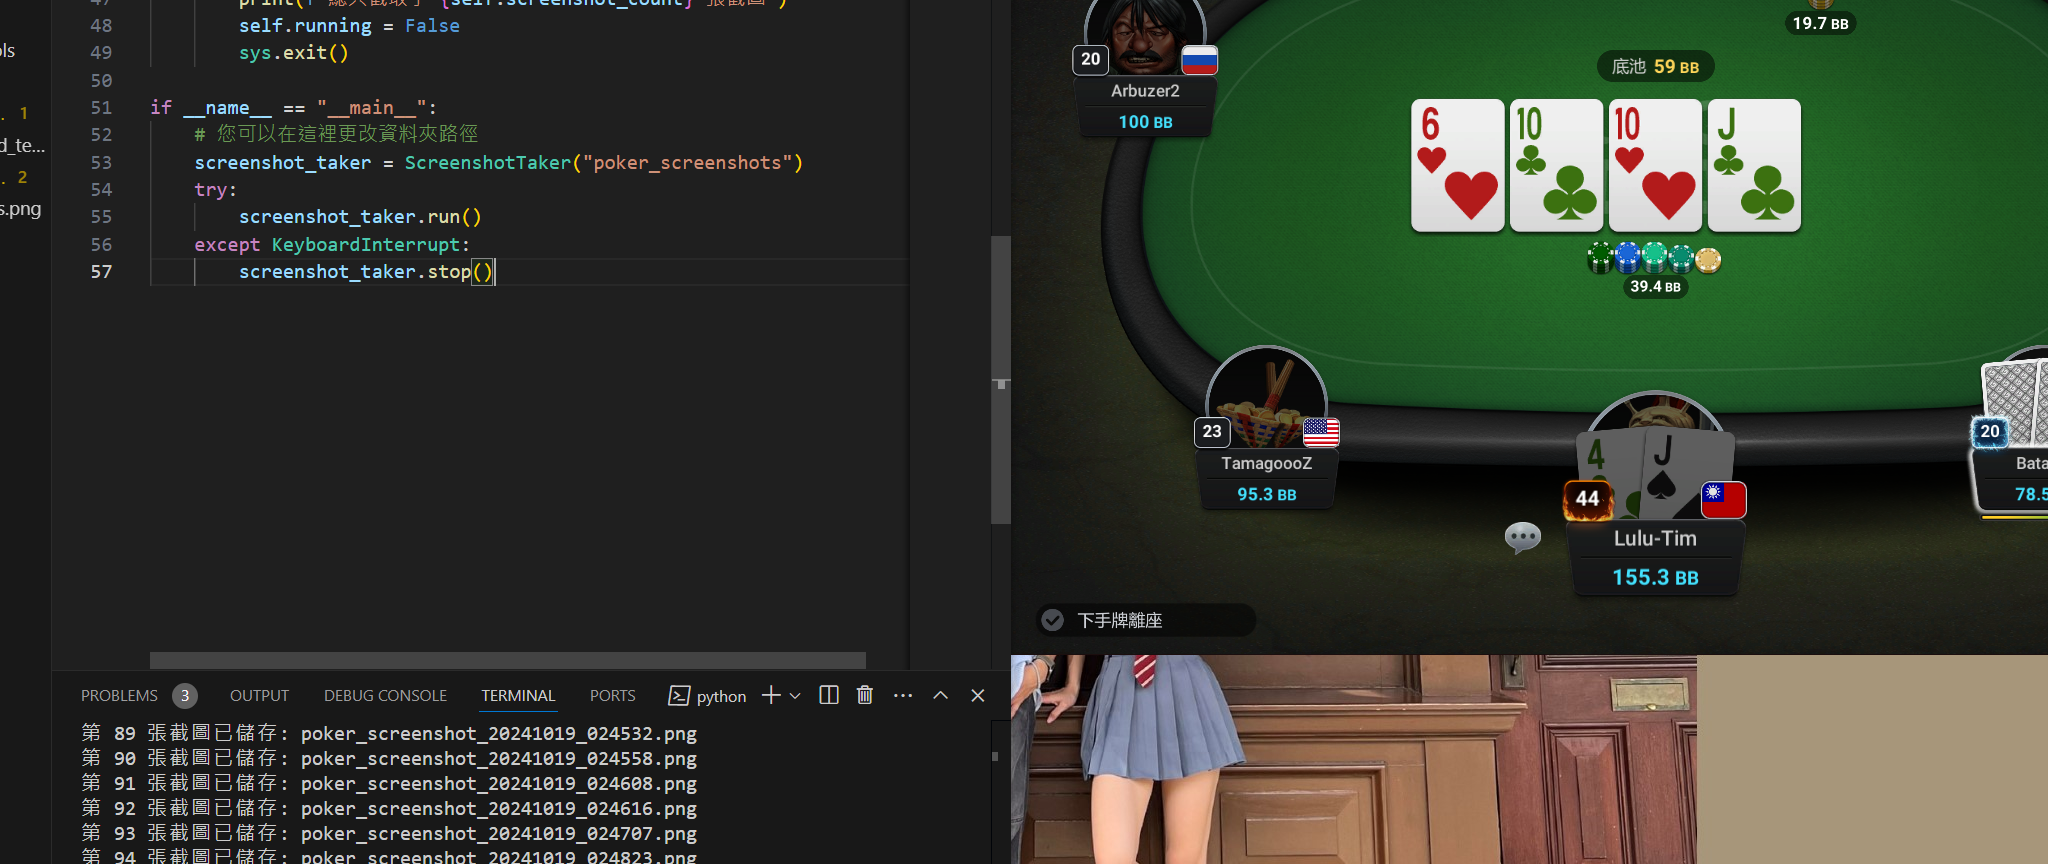 ols
1
d_te...
2
s.png
47 print(f"總共截取了 {self.screenshot_count} 張截圖")
48 self.running = False
49 sys.exit()
50
51 if __name__ == "__main__":
52 # 您可以在這裡更改資料夾路徑
53 screenshot_taker = ScreenshotTaker("poker_screenshots")
54 try:
55 screenshot_taker.run()
56 except KeyboardInterrupt:
57 screenshot_taker.stop()
PROBLEMS 3 OUTPUT DEBUG CONSOLE TERMINAL PORTS python
第 89 張截圖已儲存: poker_screenshot_20241019_024532.png
第 90 張截圖已儲存: poker_screenshot_20241019_024558.png
第 91 張截圖已儲存: poker_screenshot_20241019_024608.png
第 92 張截圖已儲存: poker_screenshot_20241019_024616.png
第 93 張截圖已儲存: poker_screenshot_20241019_024707.png
第 94 張截圖已儲存: poker_screenshot_20241019_024823.png
19.7 BB
20
Arbuzer2
100 BB
底池 59 BB
6 10 10 J
39.4 BB
23
TamagoooZ
95.3 BB
4 J
44
Lulu-Tim
155.3 BB
20
Bata
78.5
下手牌離座